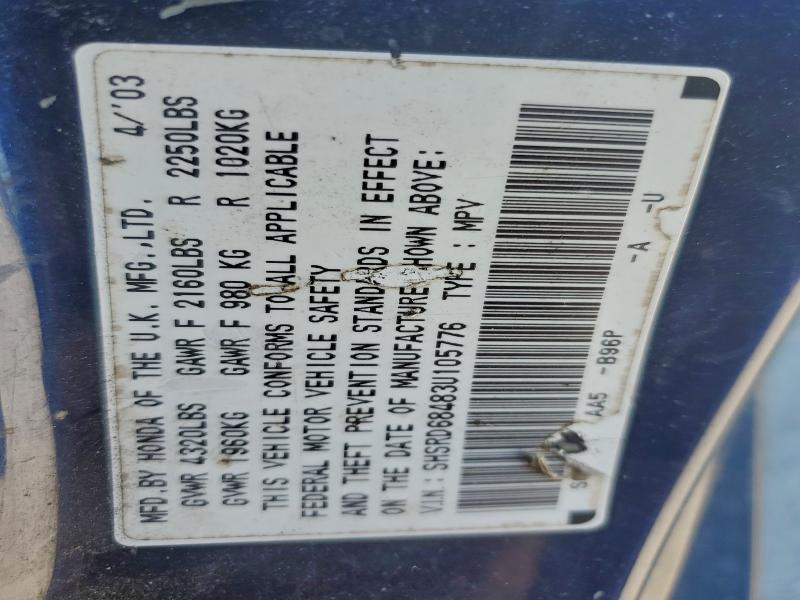 MFD.BY HONDA OF THE U.K. MFG.,LTD. 4/'03
GVWR 4320LBS GAWR F 2160LBS R 2250LBS
GVWR 1960KG GAWR F 980 KG R 1020KG
THIS VEHICLE CONFORMS TO ALL APPLICABLE
FEDERAL MOTOR VEHICLE SAFETY
AND THEFT PREVENTION STANDARDS IN EFFECT
ON THE DATE OF MANUFACTURE SHOWN ABOVE:
V.I.N.: SHSRD68483U105776 TYPE : MPV
AA5 -B96P -A -U